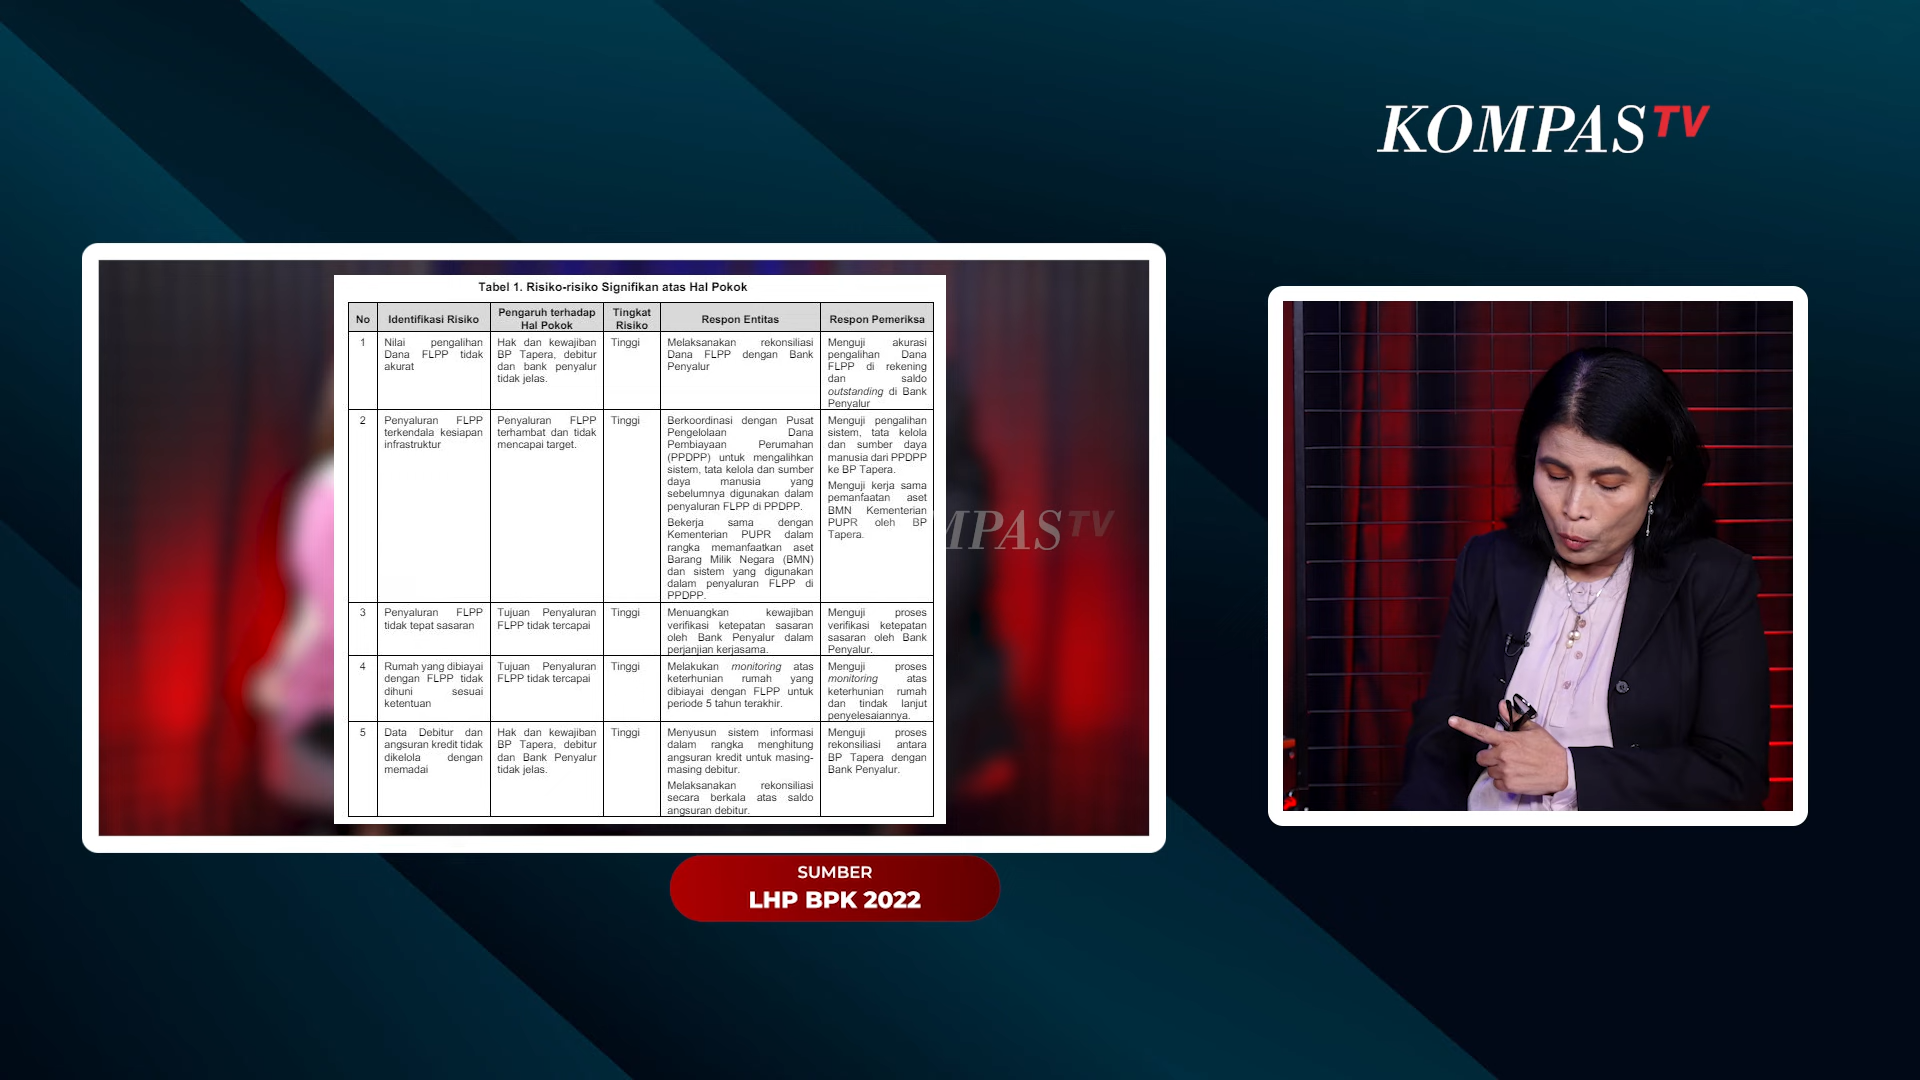 KOMPAS TV
Tabel 1. Risiko-risiko Signifikan atas Hal Pokok
No
Identifikasi Risiko
Pengaruh terhadap
Hal Pokok
Tingkat
Risiko
Respon Entitas
Respon Pemeriksa
1
Nilai pengalihan
Dana FLPP tidak
akurat
Hak dan kewajiban
BP Tapera, debitur
dan bank penyalur
tidak jelas.
Tinggi
Melaksanakan rekonsiliasi
Dana FLPP dengan Bank
Penyalur
Menguji akurasi
pengalihan Dana
FLPP di rekening
dan saldo
outstanding di Bank
Penyalur
2
Penyaluran FLPP
terkendala kesiapan
infrastruktur
Penyaluran FLPP
terhambat dan tidak
mencapai target.
Tinggi
Berkoordinasi dengan Pusat
Pengelolaan Dana
Pembiayaan Perumahan
(PPDPP) untuk mengalihkan
sistem, tata kelola dan sumber
daya manusia yang
sebelumnya digunakan dalam
penyaluran FLPP di PPDPP.
Bekerja sama dengan
Kementerian PUPR dalam
rangka memanfaatkan aset
Barang Milik Negara (BMN)
dan sistem yang digunakan
dalam penyaluran FLPP di
PPDPP.
Menguji pengalihan
sistem, tata kelola
dan sumber daya
manusia dari PPDPP
ke BP Tapera.
Menguji kerja sama
pemanfaatan aset
BMN Kementerian
PUPR oleh BP
Tapera.
3
Penyaluran FLPP
tidak tepat sasaran
Tujuan Penyaluran
FLPP tidak tercapai
Tinggi
Menuangkan kewajiban
verifikasi ketepatan sasaran
oleh Bank Penyalur dalam
perjanjian kerjasama.
Menguji proses
verifikasi ketepatan
sasaran oleh Bank
Penyalur.
4
Rumah yang dibiayai
dengan FLPP tidak
dihuni sesuai
ketentuan
Tujuan Penyaluran
FLPP tidak tercapai
Tinggi
Melakukan monitoring atas
keterhunian rumah yang
dibiayai dengan FLPP untuk
periode 5 tahun terakhir.
Menguji proses
monitoring atas
keterhunian rumah
dan tindak lanjut
penyelesaiannya.
5
Data Debitur dan
angsuran kredit tidak
dikelola dengan
memadai
Hak dan kewajiban
BP Tapera, debitur
dan Bank Penyalur
tidak jelas.
Tinggi
Menyusun sistem informasi
dalam rangka menghitung
angsuran kredit untuk masing-
masing debitur.
Melaksanakan rekonsiliasi
secara berkala atas saldo
angsuran debitur.
Menguji proses
rekonsiliasi antara
BP Tapera dengan
Bank Penyalur.
MPAS TV
SUMBER
LHP BPK 2022